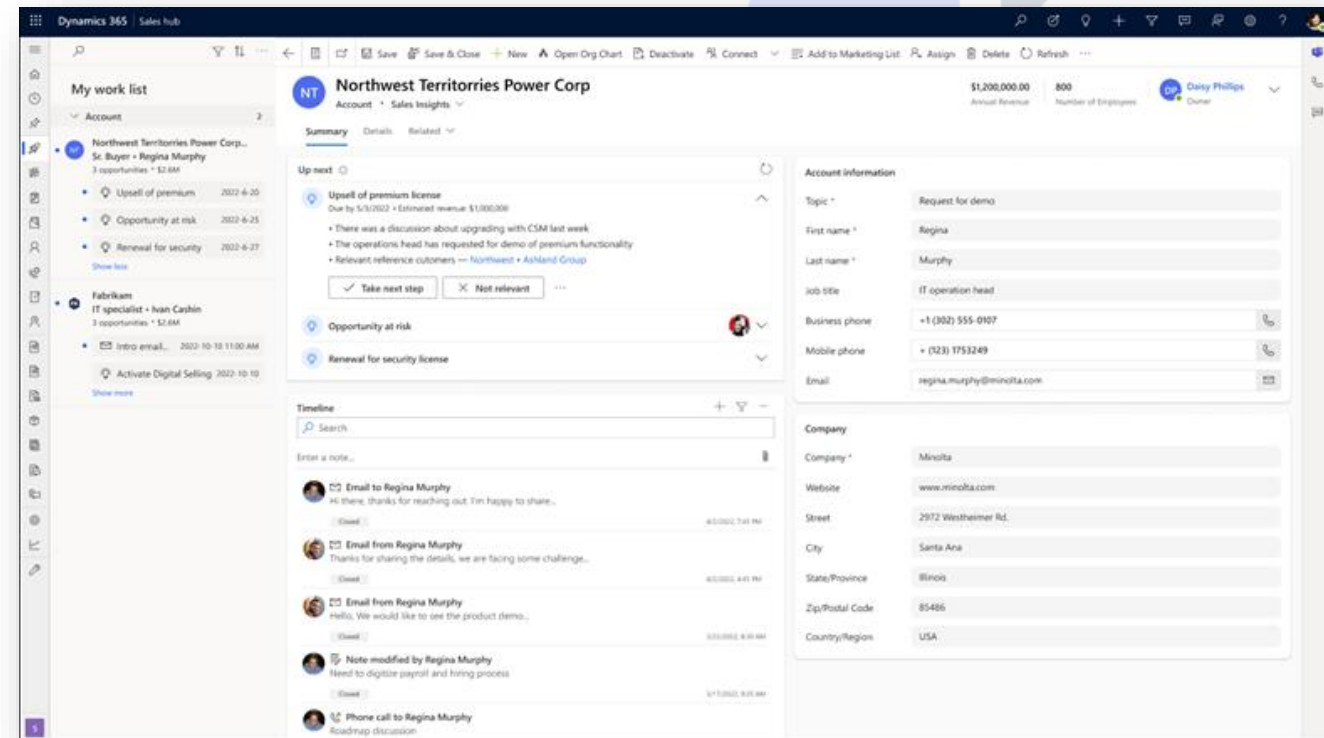 Dynamics 365 Sales hub
My work list
Account 2
Northwest Territorries Power Corp...
Sr. Buyer • Regina Murphy
3 opportunities • $2.6M
Upsell of premium 2022-6-20
Opportunity at risk 2022-6-25
Renewal for security 2022-6-27
Show less
Fabrikam
IT specialist • Ivan Cashin
3 opportunities • $2.6M
Intro email... 2022-10-10 11:00 AM
Activate Digital Selling 2022-10-10
Show more
Save Save & Close New Open Org Chart Deactivate Connect Add to Marketing List Assign Delete Refresh ...
NT
Northwest Territorries Power Corp
Account • Sales Insights
$1,200,000.00
Annual Revenue
800
Number of Employees
DP
Daisy Phillips
Owner
Summary Details Related
Up next
Upsell of premium license
Due by 5/3/2022 • Estimated revenue $1,000,000
• There was a discussion about upgrading with CSM last week
• The operations head has requested for demo of premium functionality
• Relevant reference cutomers — Northwest • Ashland Group
Take next step Not relevant ...
Opportunity at risk
Renewal for security license
Timeline
Search
Enter a note...
Email to Regina Murphy
Hi there, thanks for reaching out. I'm happy to share...
Closed
Email from Regina Murphy
Thanks for sharing the details, we are facing some challenge...
Closed
Email from Regina Murphy
Hello, We would like to see the product demo...
Closed
Note modified by Regina Murphy
Need to digitize payroll and hiring process
Closed
Phone call to Regina Murphy
Roadmap discussion
Account information
Topic * Request for demo
First name * Regina
Last name * Murphy
Job title IT operation head
Business phone +1 (302) 555-0107
Mobile phone + (123) 1753249
Email regina.murphy@minolta.com
Company
Company * Minolta
Website www.minolta.com
Street 2972 Westheimer Rd.
City Santa Ana
State/Province Illinois
Zip/Postal Code 85486
Country/Region USA
S